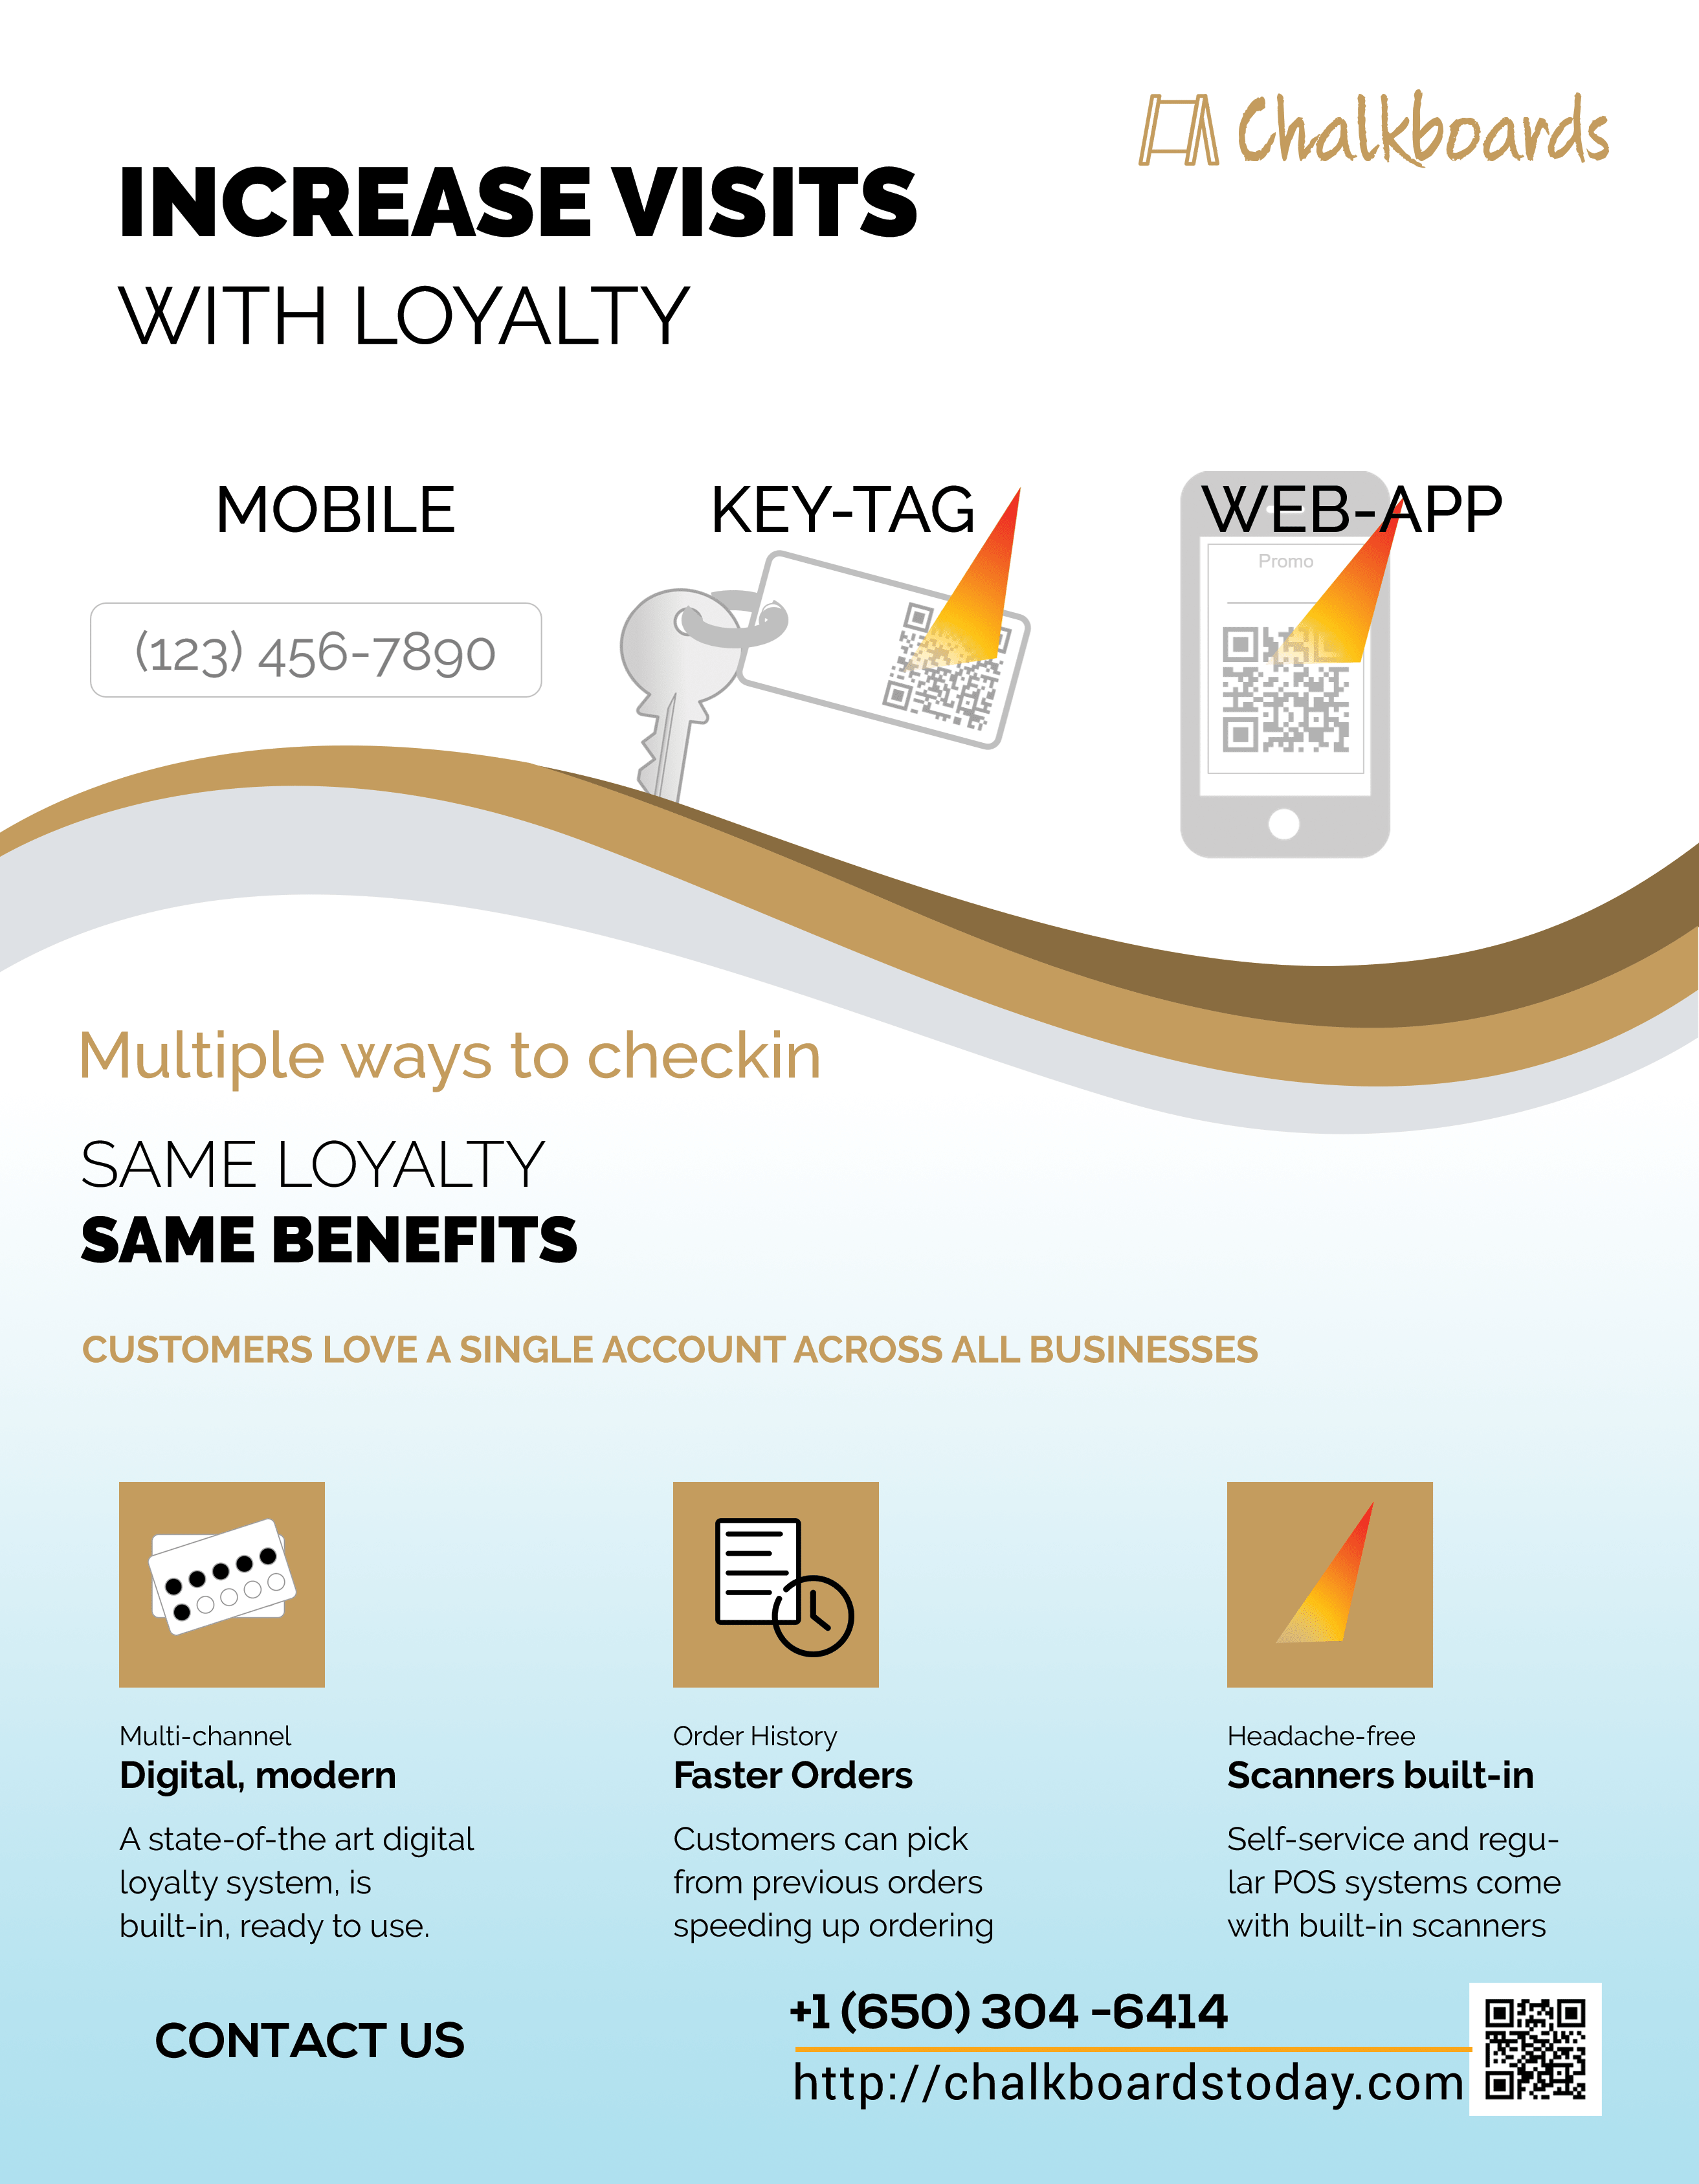 Chalkboards
INCREASE VISITS
WITH LOYALTY
MOBILE
KEY-TAG
WEB-APP
Promo
(123) 456-7890
Multiple ways to checkin
SAME LOYALTY
SAME BENEFITS
CUSTOMERS LOVE A SINGLE ACCOUNT ACROSS ALL BUSINESSES
Multi-channel
Digital, modern
A state-of-the art digital
loyalty system, is
built-in, ready to use.
Order History
Faster Orders
Customers can pick
from previous orders
speeding up ordering
Headache-free
Scanners built-in
Self-service and regu-
lar POS systems come
with built-in scanners
CONTACT US
+1 (650) 304 -6414
http://chalkboardstoday.com